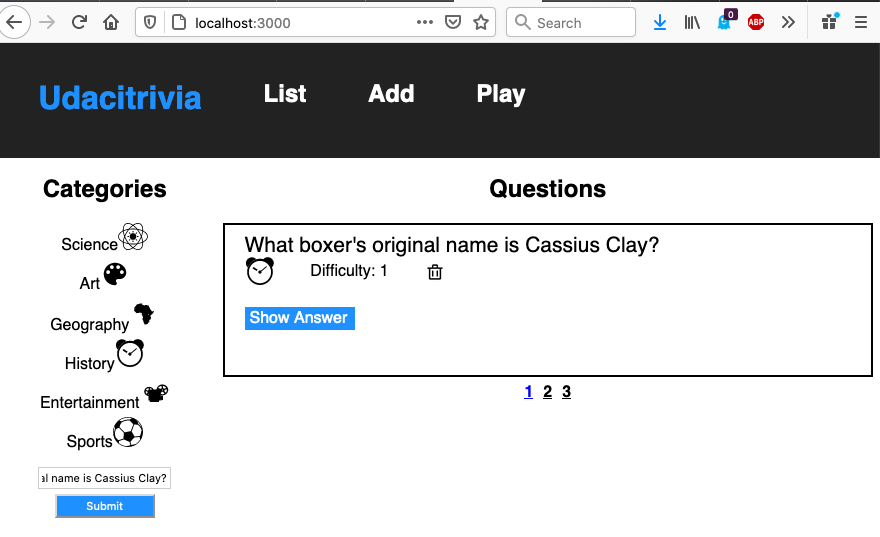 localhost:3000
Search
0
ABP
Udacitrivia List Add Play
Categories
Science
Art
Geography
History
Entertainment
Sports
al name is Cassius Clay?
Submit
Questions
What boxer's original name is Cassius Clay?
Difficulty: 1
Show Answer
1 2 3